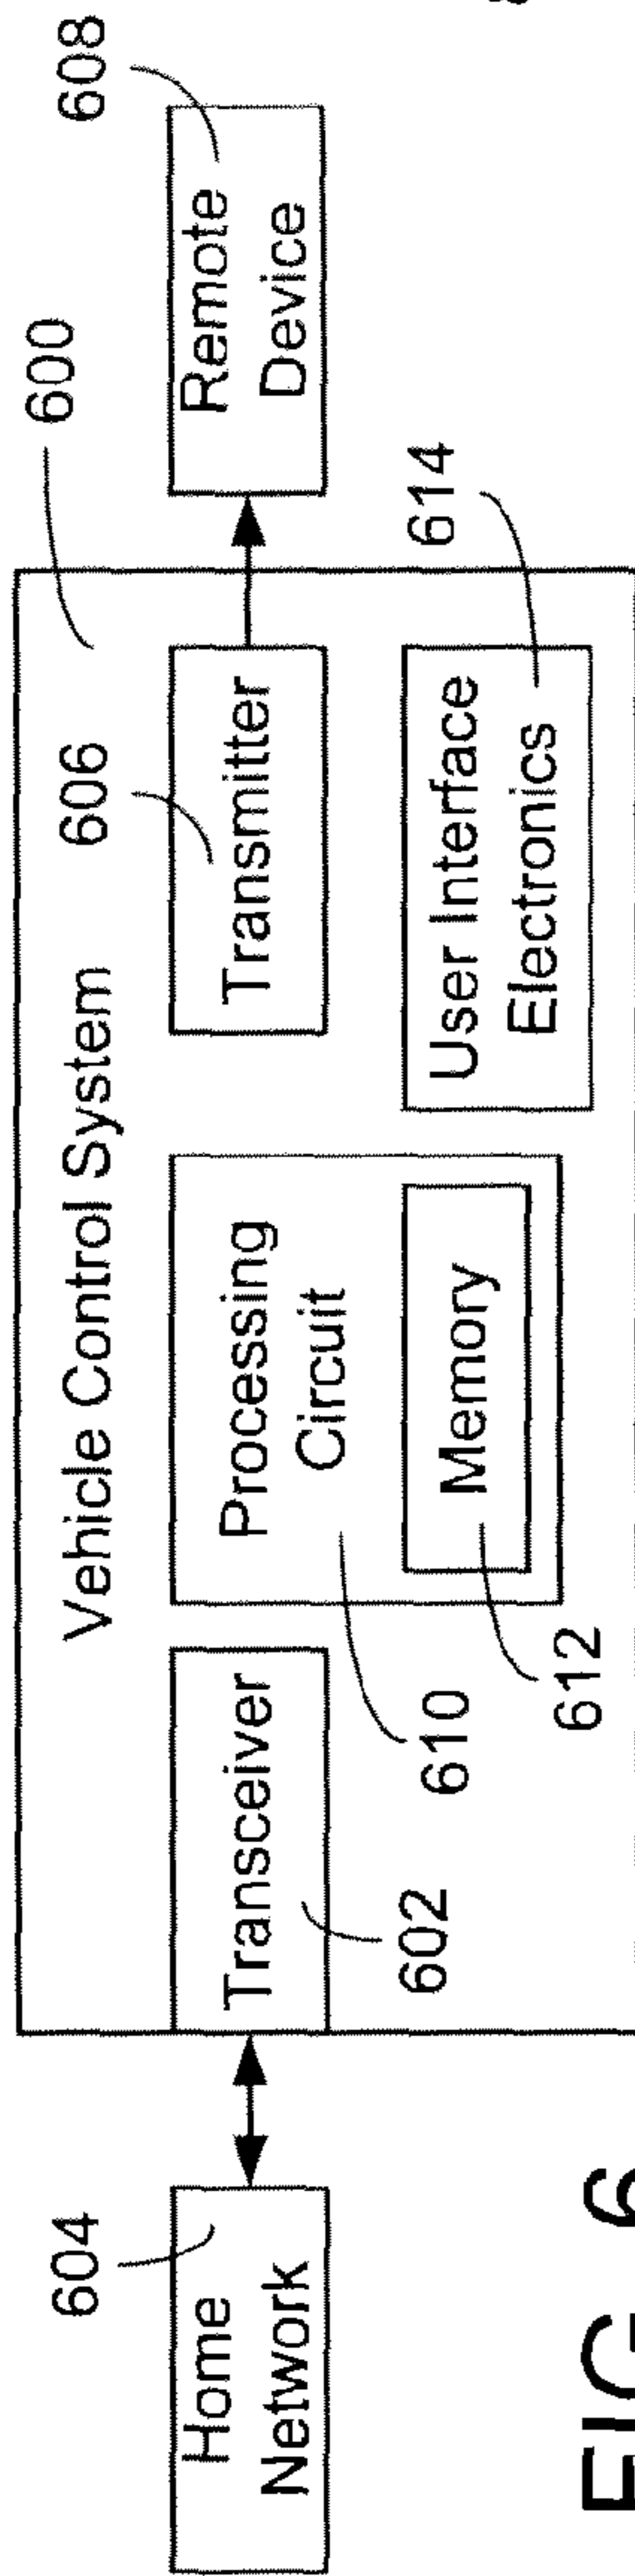 608
600
Vehicle Control System
606
604
Home
Network
Transceiver
Processing
Circuit
Transmitter
Remote
Device
602
610
Memory
612
User Interface
Electronics
614
FIG. 6